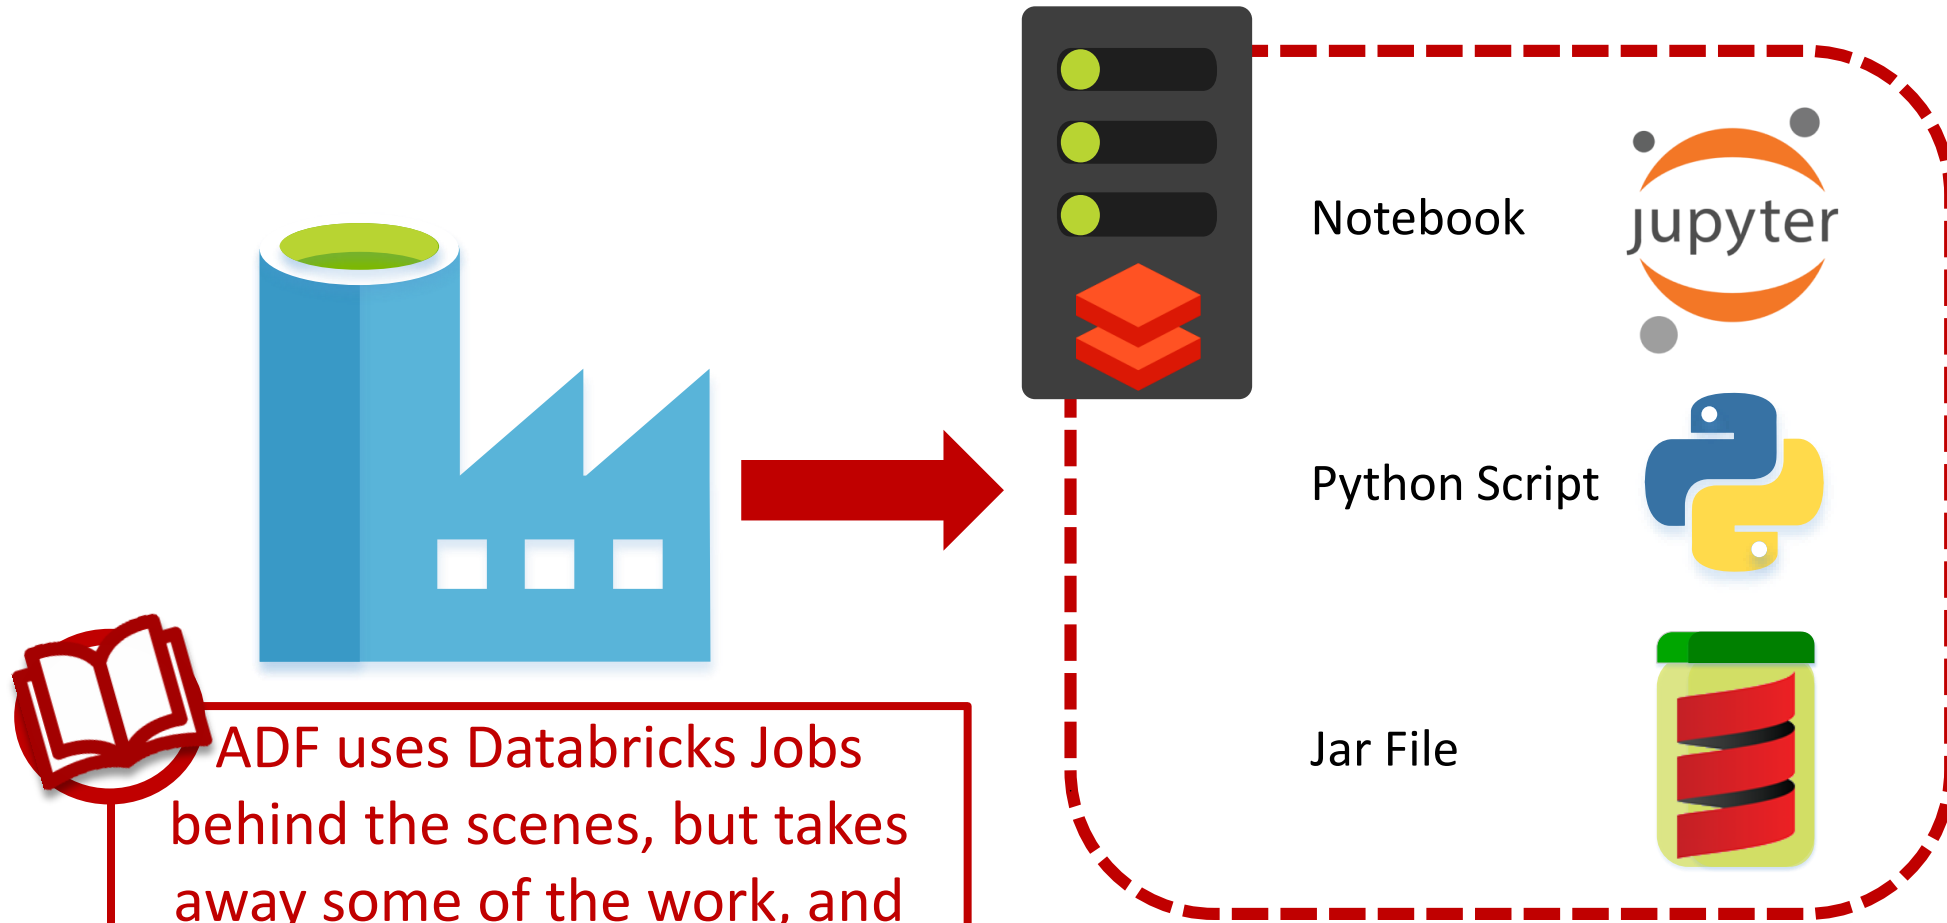 Notebook
jupyter
Python Script
Jar File
ADF uses Databricks Jobs
behind the scenes, but takes
away some of the work, and